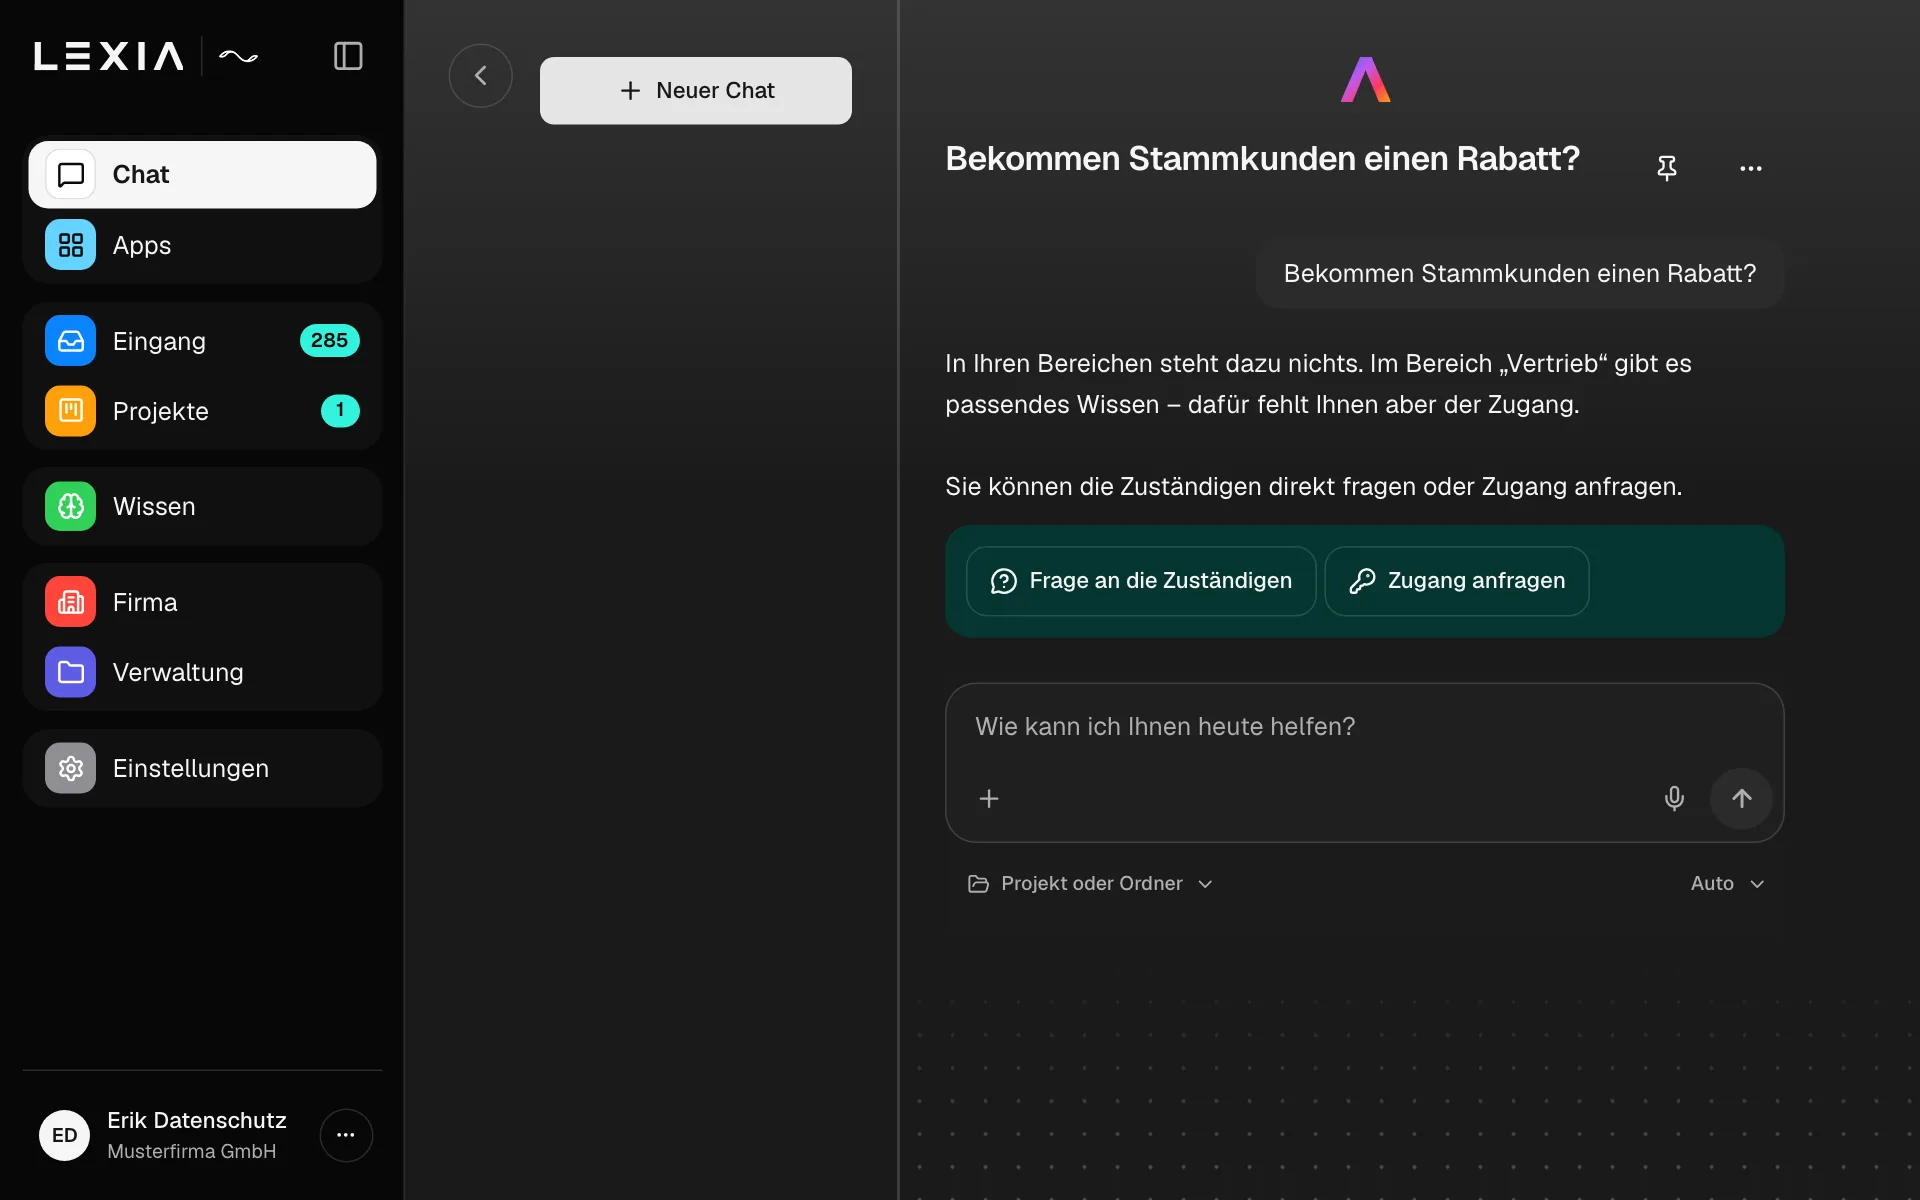 LEXIA
Chat
Apps
Eingang 285
Projekte 1
Wissen
Firma
Verwaltung
Einstellungen
ED
Erik Datenschutz
Musterfirma GmbH
Neuer Chat
Bekommen Stammkunden einen Rabatt?
Bekommen Stammkunden einen Rabatt?
In Ihren Bereichen steht dazu nichts. Im Bereich „Vertrieb“ gibt es
passendes Wissen – dafür fehlt Ihnen aber der Zugang.
Sie können die Zuständigen direkt fragen oder Zugang anfragen.
Frage an die Zuständigen
Zugang anfragen
Wie kann ich Ihnen heute helfen?
Projekt oder Ordner
Auto